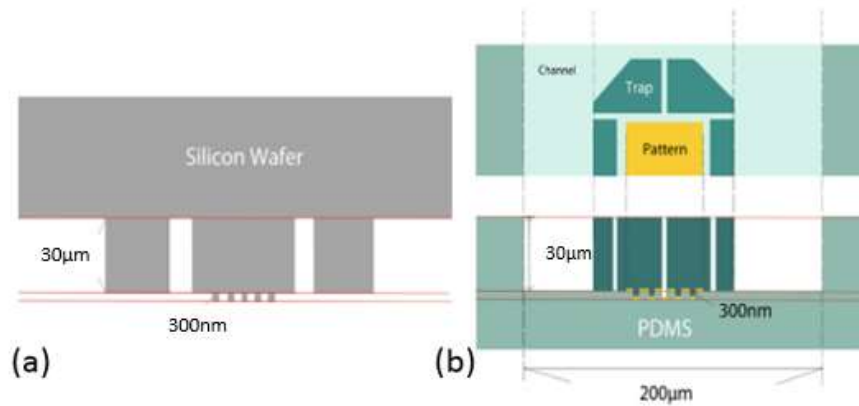 Silicon Wafer
30μm
300nm
(a)
Channel
Trap
Pattern
30μm
300nm
PDMS
(b)
200μm